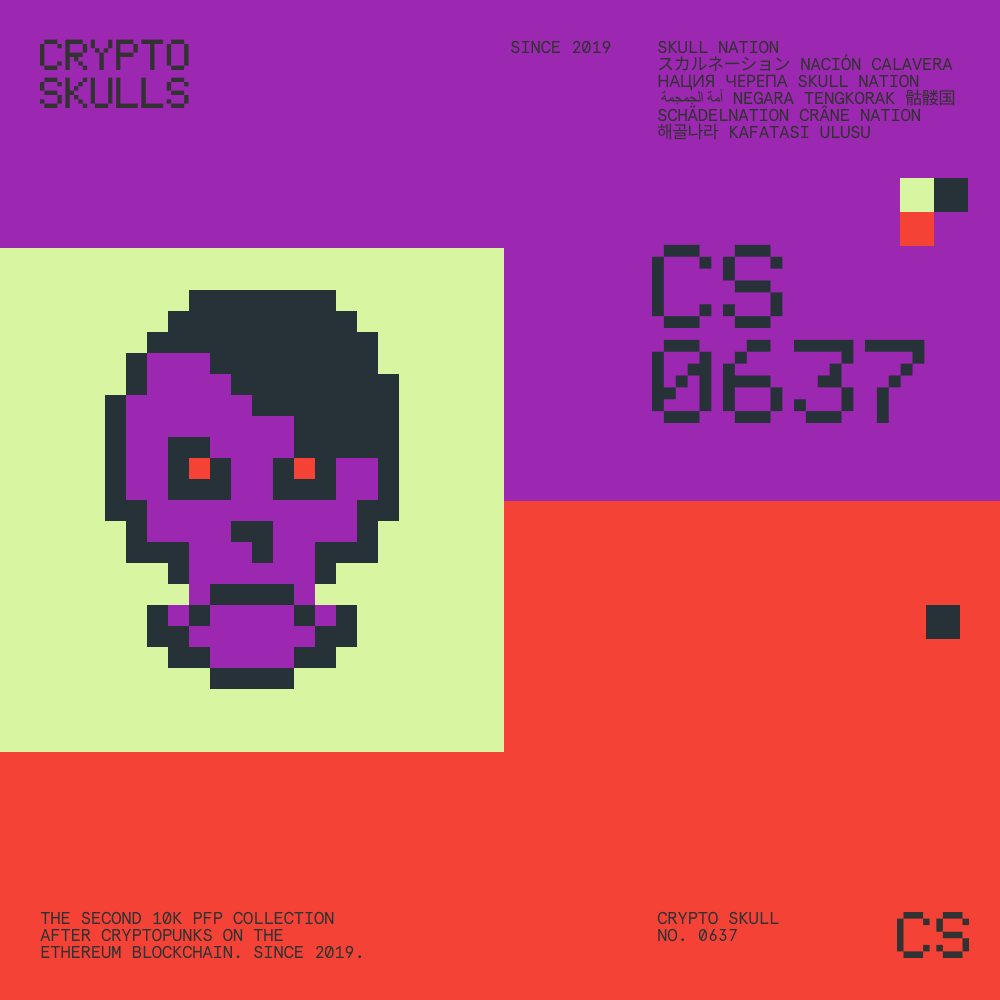 CRYPTO
SKULLS
SINCE 2019
SKULL NATION
スカルネーション NACIÓN CALAVERA
НАЦИЯ ЧЕРЕПА SKULL NATION
أمة الجمجمة NEGARA TENGKORAK 骷髅国
SCHÄDELNATION CRÂNE NATION
해골나라 KAFATASI ULUSU
CS
0637
THE SECOND 10K PFP COLLECTION
AFTER CRYPTOPUNKS ON THE
ETHEREUM BLOCKCHAIN. SINCE 2019.
CRYPTO SKULL
NO. 0637
CS